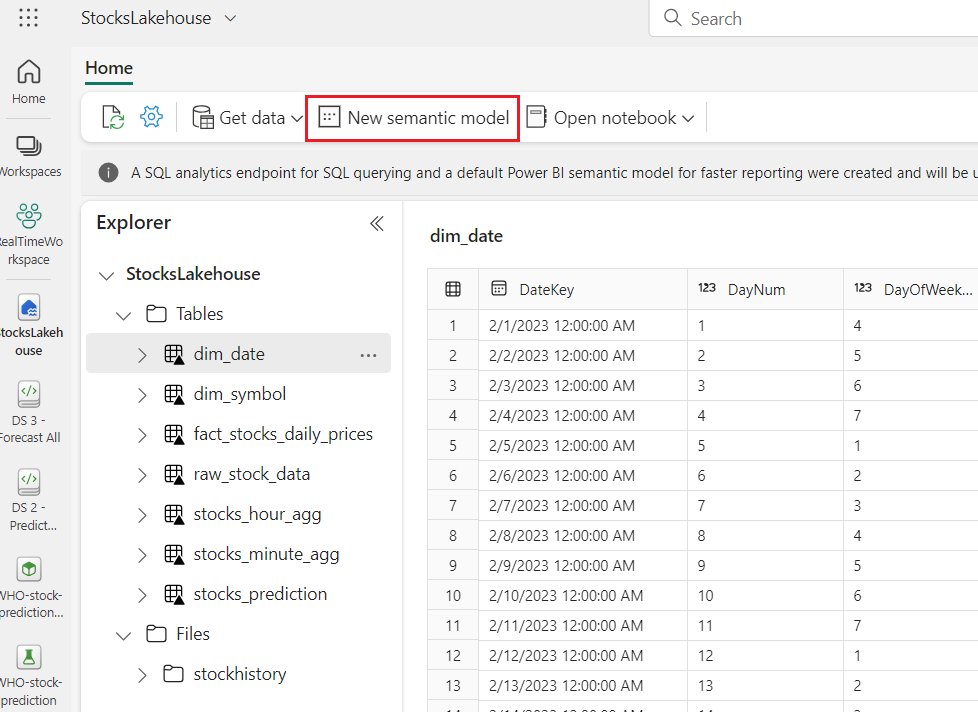 StocksLakehouse
Search
Home
Home
Get data
New semantic model
Open notebook
A SQL analytics endpoint for SQL querying and a default Power BI semantic model for faster reporting were created and will be
Workspaces
RealTimeWo
rkspace
StocksLakeh
ouse
DS 3 -
Forecast All
DS 2 -
Predict...
WHO-stock-
prediction...
WHO-stock-
prediction
Explorer
StocksLakehouse
Tables
dim_date
...
dim_symbol
fact_stocks_daily_prices
raw_stock_data
stocks_hour_agg
stocks_minute_agg
stocks_prediction
Files
stockhistory
dim_date
DateKey 123 DayNum 123 DayOfWeek...
1 2/1/2023 12:00:00 AM 1 4
2 2/2/2023 12:00:00 AM 2 5
3 2/3/2023 12:00:00 AM 3 6
4 2/4/2023 12:00:00 AM 4 7
5 2/5/2023 12:00:00 AM 5 1
6 2/6/2023 12:00:00 AM 6 2
7 2/7/2023 12:00:00 AM 7 3
8 2/8/2023 12:00:00 AM 8 4
9 2/9/2023 12:00:00 AM 9 5
10 2/10/2023 12:00:00 AM 10 6
11 2/11/2023 12:00:00 AM 11 7
12 2/12/2023 12:00:00 AM 12 1
13 2/13/2023 12:00:00 AM 13 2